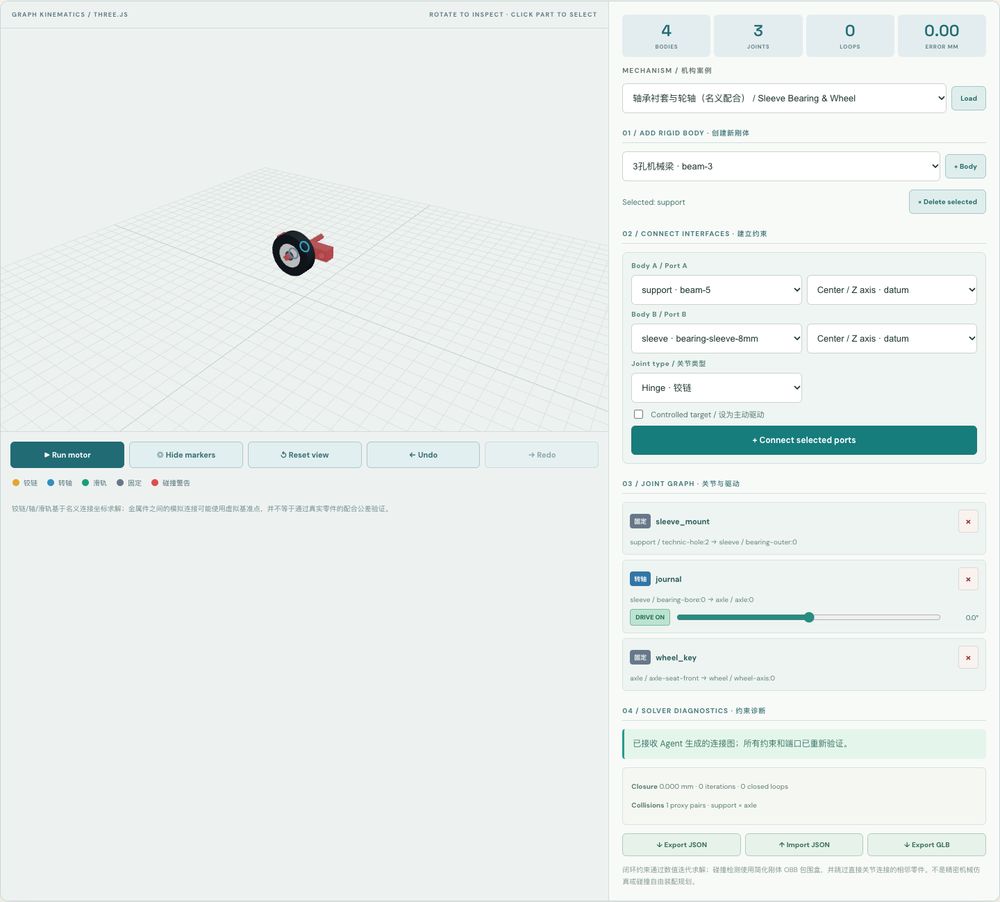 GRAPH KINEMATICS / THREE.JS
ROTATE TO INSPECT · CLICK PART TO SELECT
▶ Run motor
◎ Hide markers
↺ Reset view
← Undo
→ Redo
铰链
转轴
滑轨
固定
碰撞警告
铰链/轴/滑轨基于名义连接坐标求解；金属件之间的模拟连接可能使用虚拟基准点，并不等于通过真实零件的配合公差验证。
4
BODIES
3
JOINTS
0
LOOPS
0.00
ERROR MM
MECHANISM / 机构案例
轴承衬套与轮轴（名义配合） / Sleeve Bearing & Wheel
Load
01 / ADD RIGID BODY · 创建新刚体
3孔机械梁 · beam-3
+ Body
Selected: support
× Delete selected
02 / CONNECT INTERFACES · 建立约束
Body A / Port A
support · beam-5
Center / Z axis · datum
Body B / Port B
sleeve · bearing-sleeve-8mm
Center / Z axis · datum
Joint type / 关节类型
Hinge · 铰链
Controlled target / 设为主动驱动
+ Connect selected ports
03 / JOINT GRAPH · 关节与驱动
固定 sleeve_mount ×
support / technic-hole:2 → sleeve / bearing-outer:0
转轴 journal ×
sleeve / bearing-bore:0 → axle / axle:0
DRIVE ON 0.0°
固定 wheel_key ×
axle / axle-seat-front → wheel / wheel-axis:0
04 / SOLVER DIAGNOSTICS · 约束诊断
已接收 Agent 生成的连接图；所有约束和端口已重新验证。
Closure 0.000 mm · 0 iterations · 0 closed loops
Collisions 1 proxy pairs · support × axle
↓ Export JSON
↑ Import JSON
↓ Export GLB
闭环约束通过数值迭代求解；碰撞检测使用简化刚体 OBB 包围盒，并跳过直接关节连接的相邻零件。不是精密机械仿
真或碰撞自由装配规划。